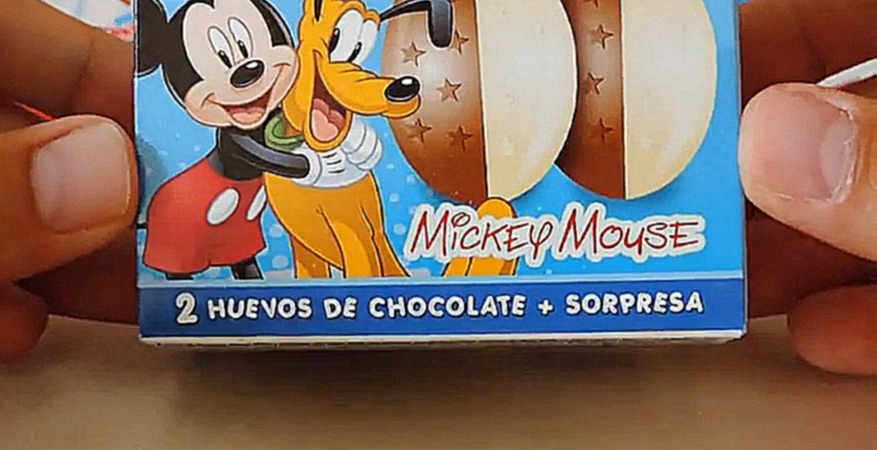 Mickey Mouse
2 HUEVOS DE CHOCOLATE + SORPRESA